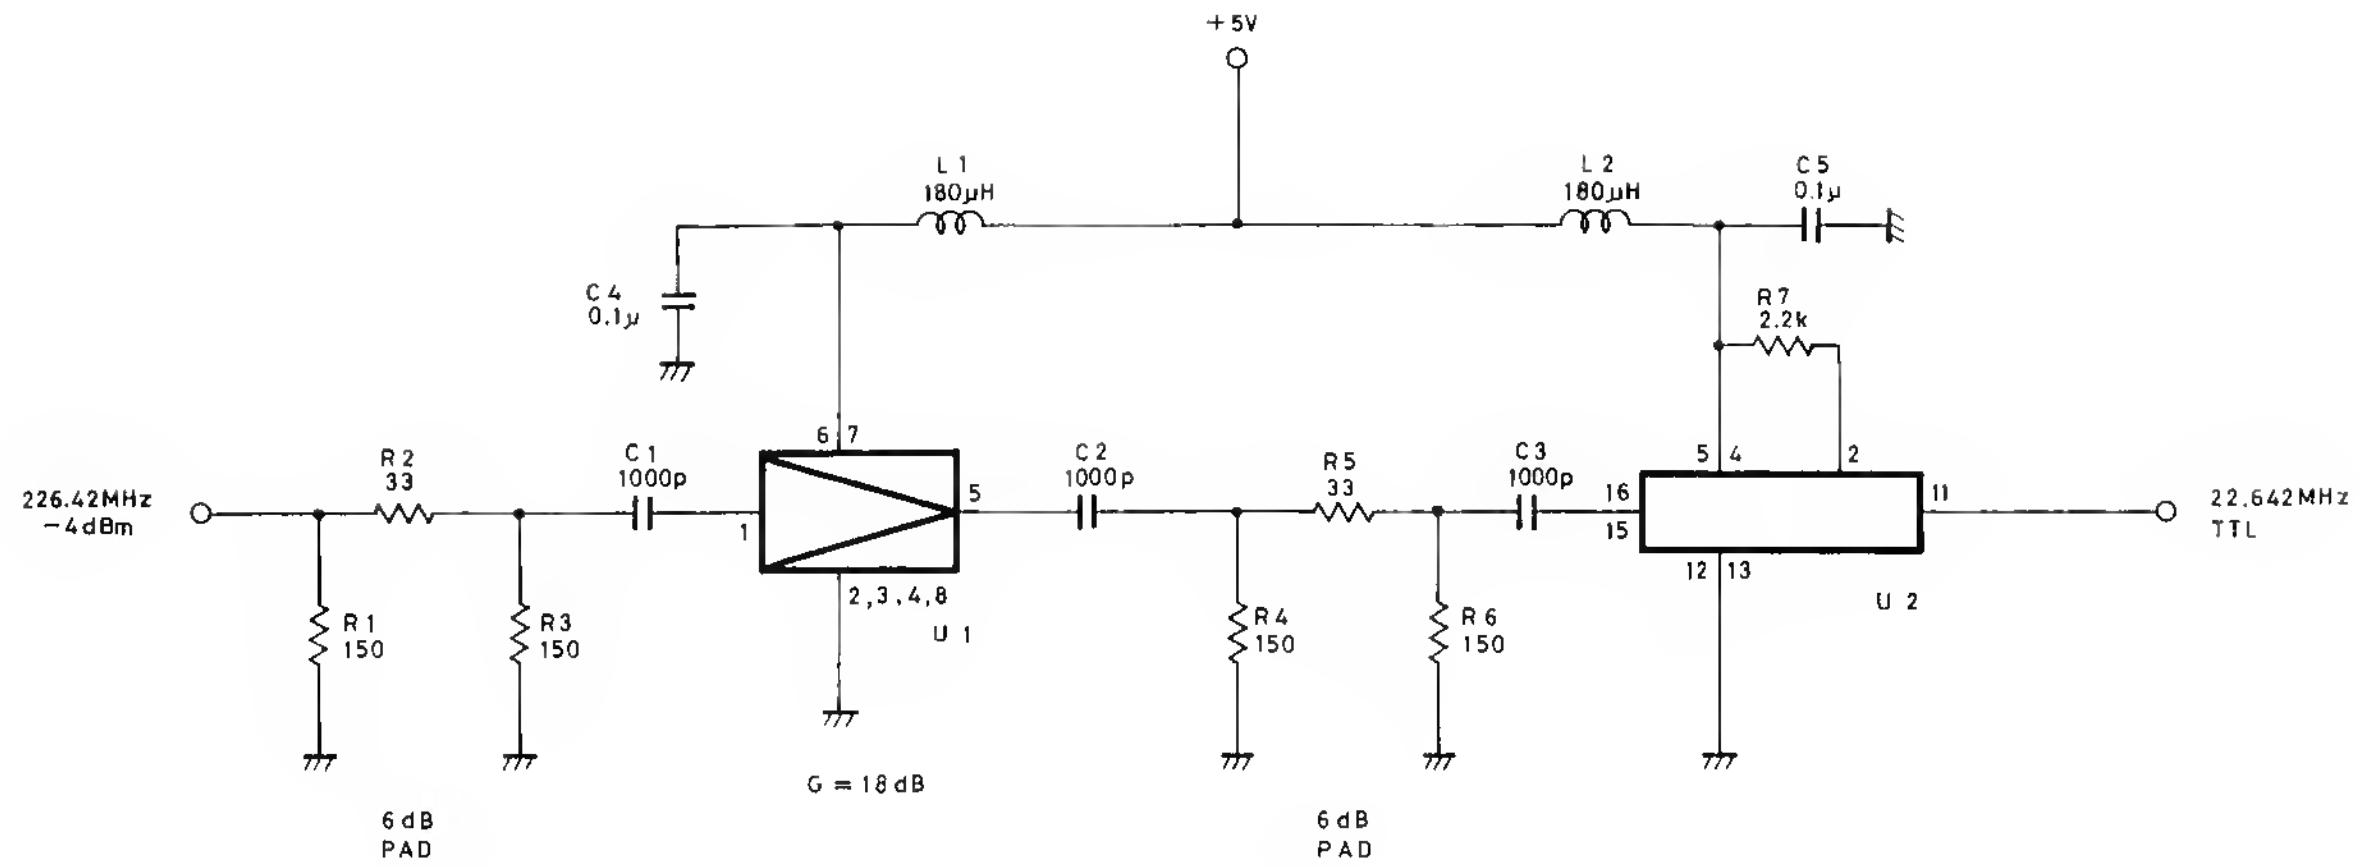 +5V
L1
180μH
L2
180μH
C5
0.1μ
C4
0.1μ
R7
2.2k
6 7
5 4
2
R2
33
C1
1000p
C2
1000p
R5
33
C3
1000p
226.42MHz
-4dBm
1
5
16
15
11
22.642MHz
TTL
12 13
2,3,4,8
U1
U2
R1
150
R3
150
R4
150
R6
150
G=18dB
6dB
PAD
6dB
PAD